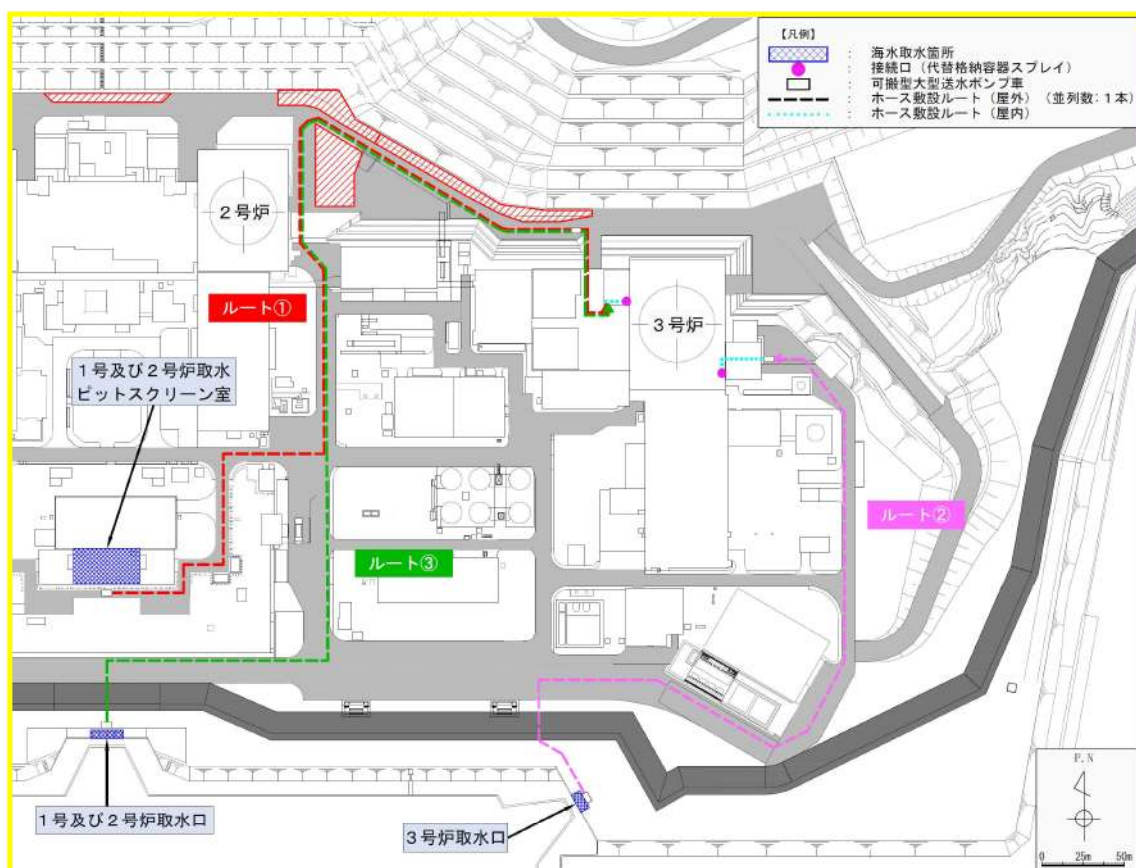 【凡例】
： 海水取水箇所
： 接続口（代替格納容器スプレイ）
： 可搬型大型送水ポンプ車
： ホース敷設ルート（屋外）（並列数：１本）
： ホース敷設ルート（屋内）
２号炉
ルート①
３号炉
１号及び２号炉取水
ピットスクリーン室
ルート②
ルート③
１号及び２号炉取水口
３号炉取水口
P.N
0 25m 50m